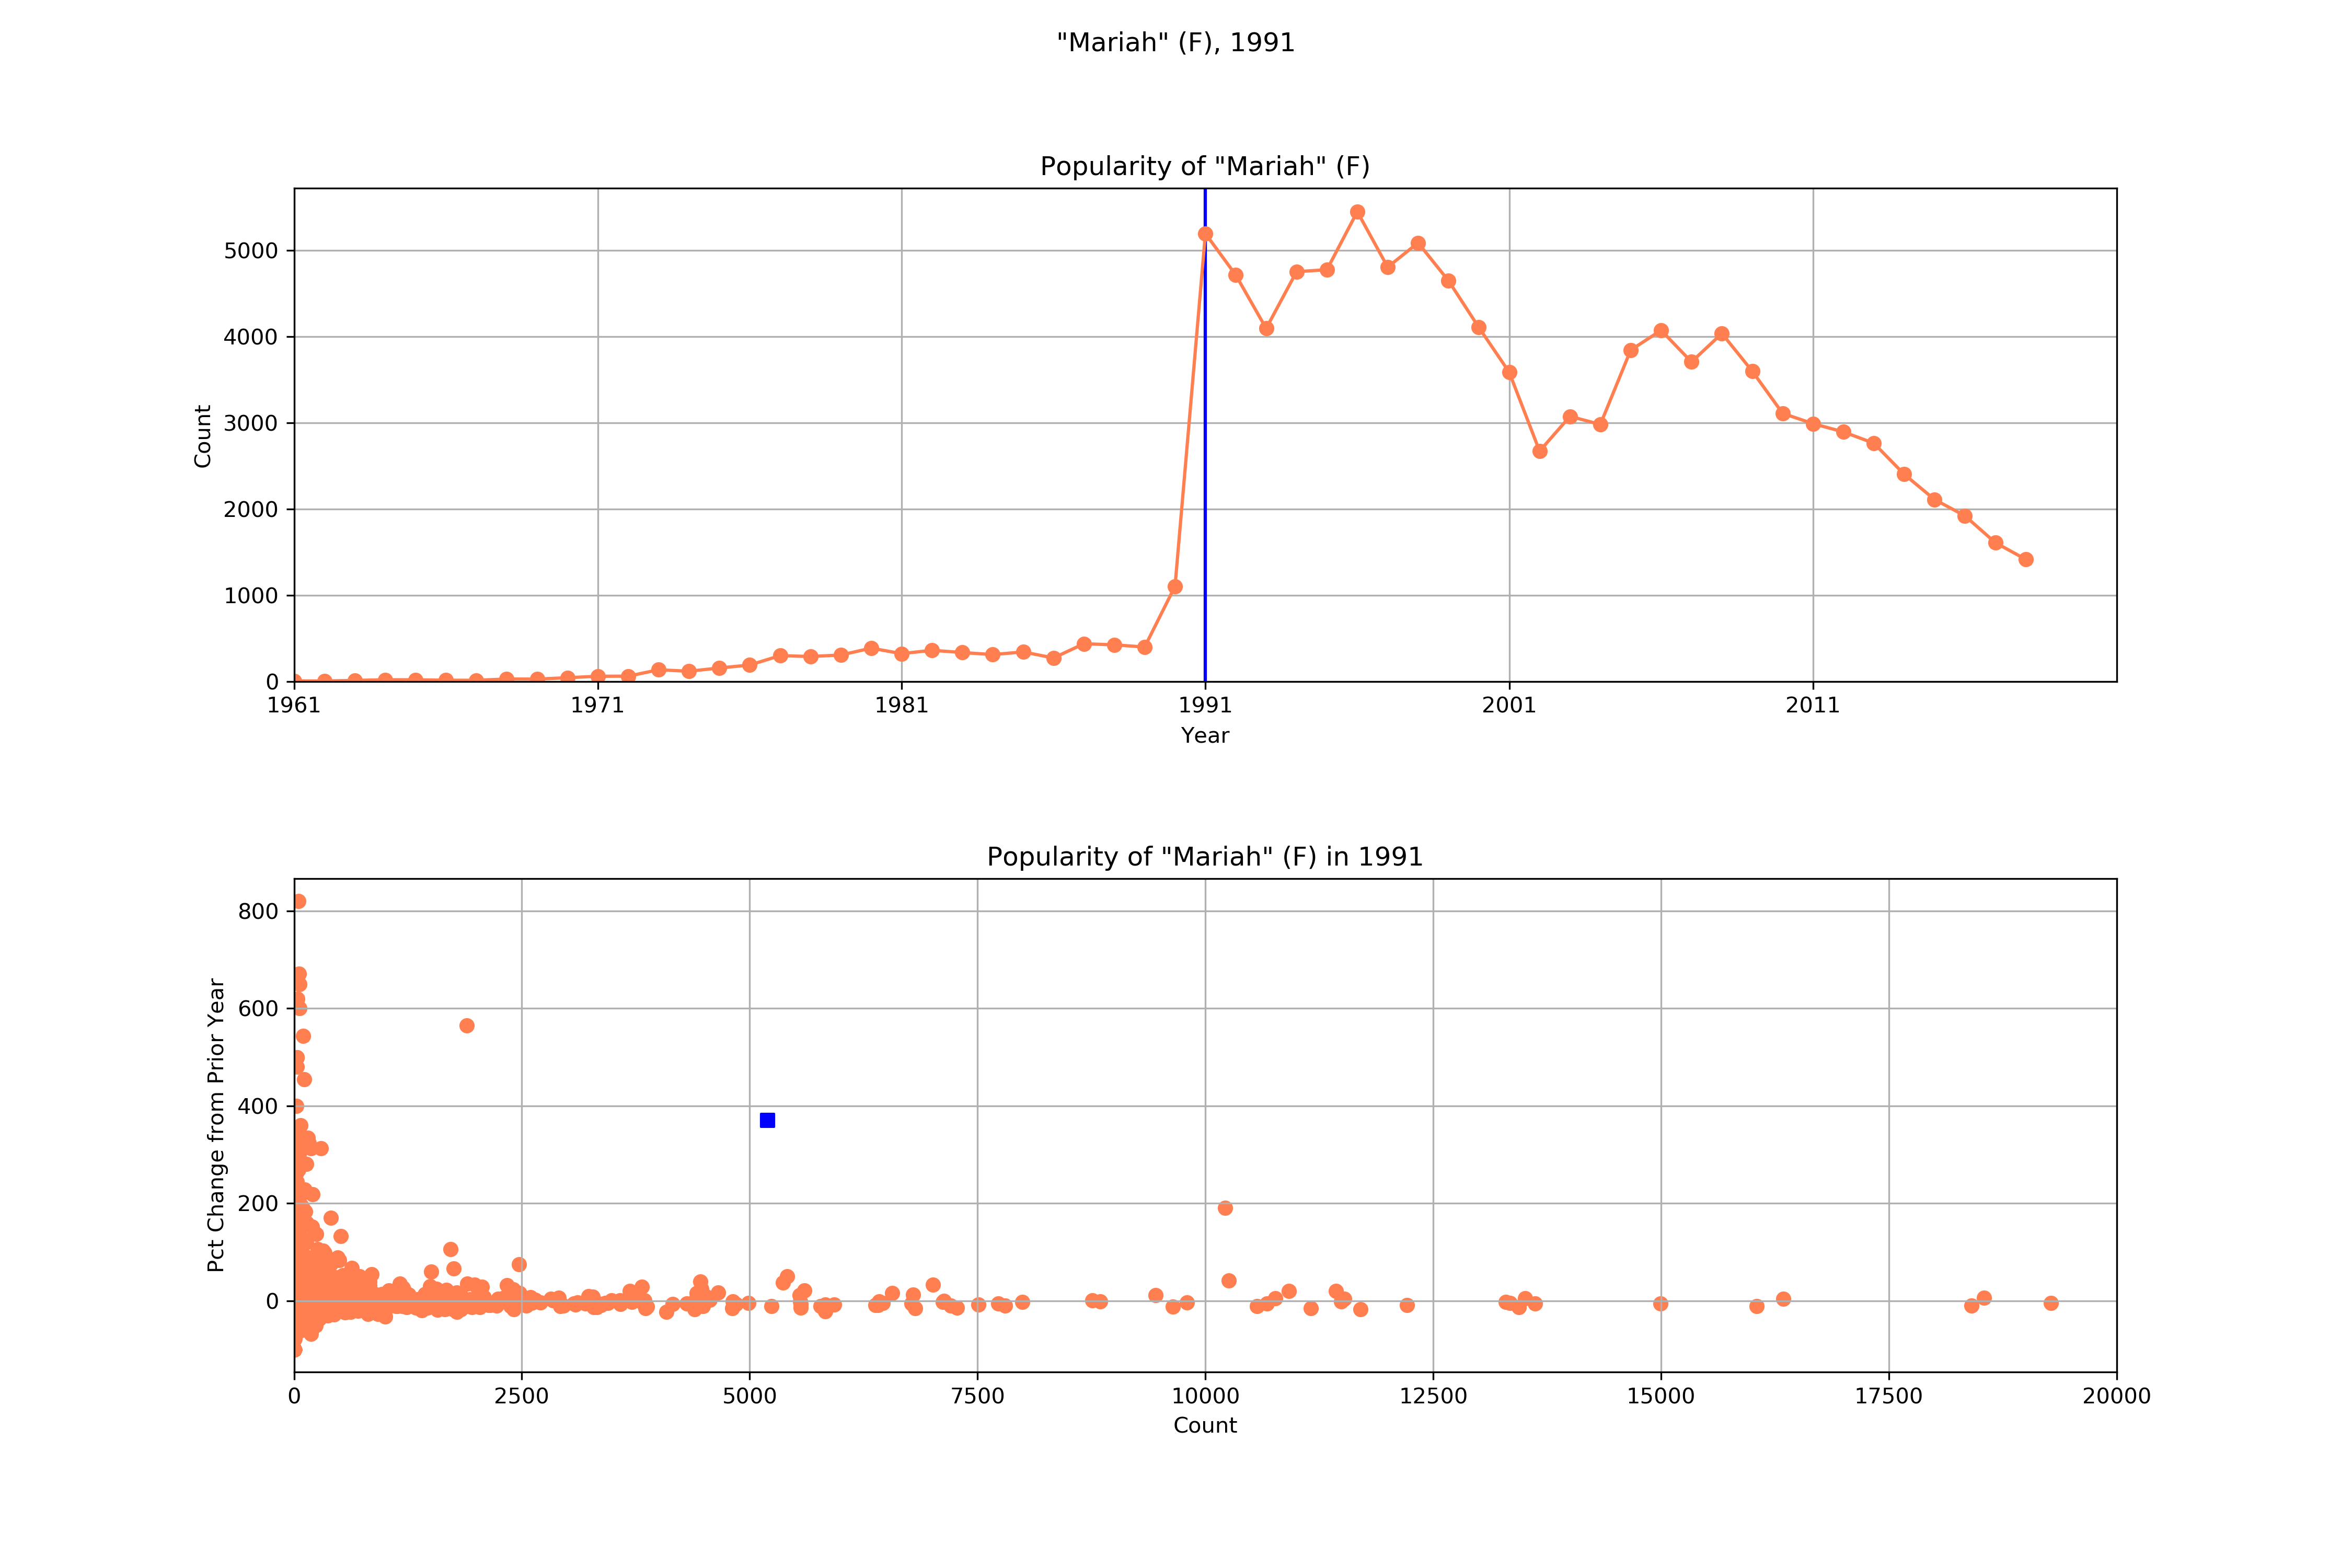 "Mariah" (F), 1991
Popularity of "Mariah" (F)
5000
4000
3000
2000
1000
0
Count
1961 1971 1981 1991 2001 2011
Year
Popularity of "Mariah" (F) in 1991
800
600
400
200
0
Pct Change from Prior Year
0 2500 5000 7500 10000 12500 15000 17500 20000
Count